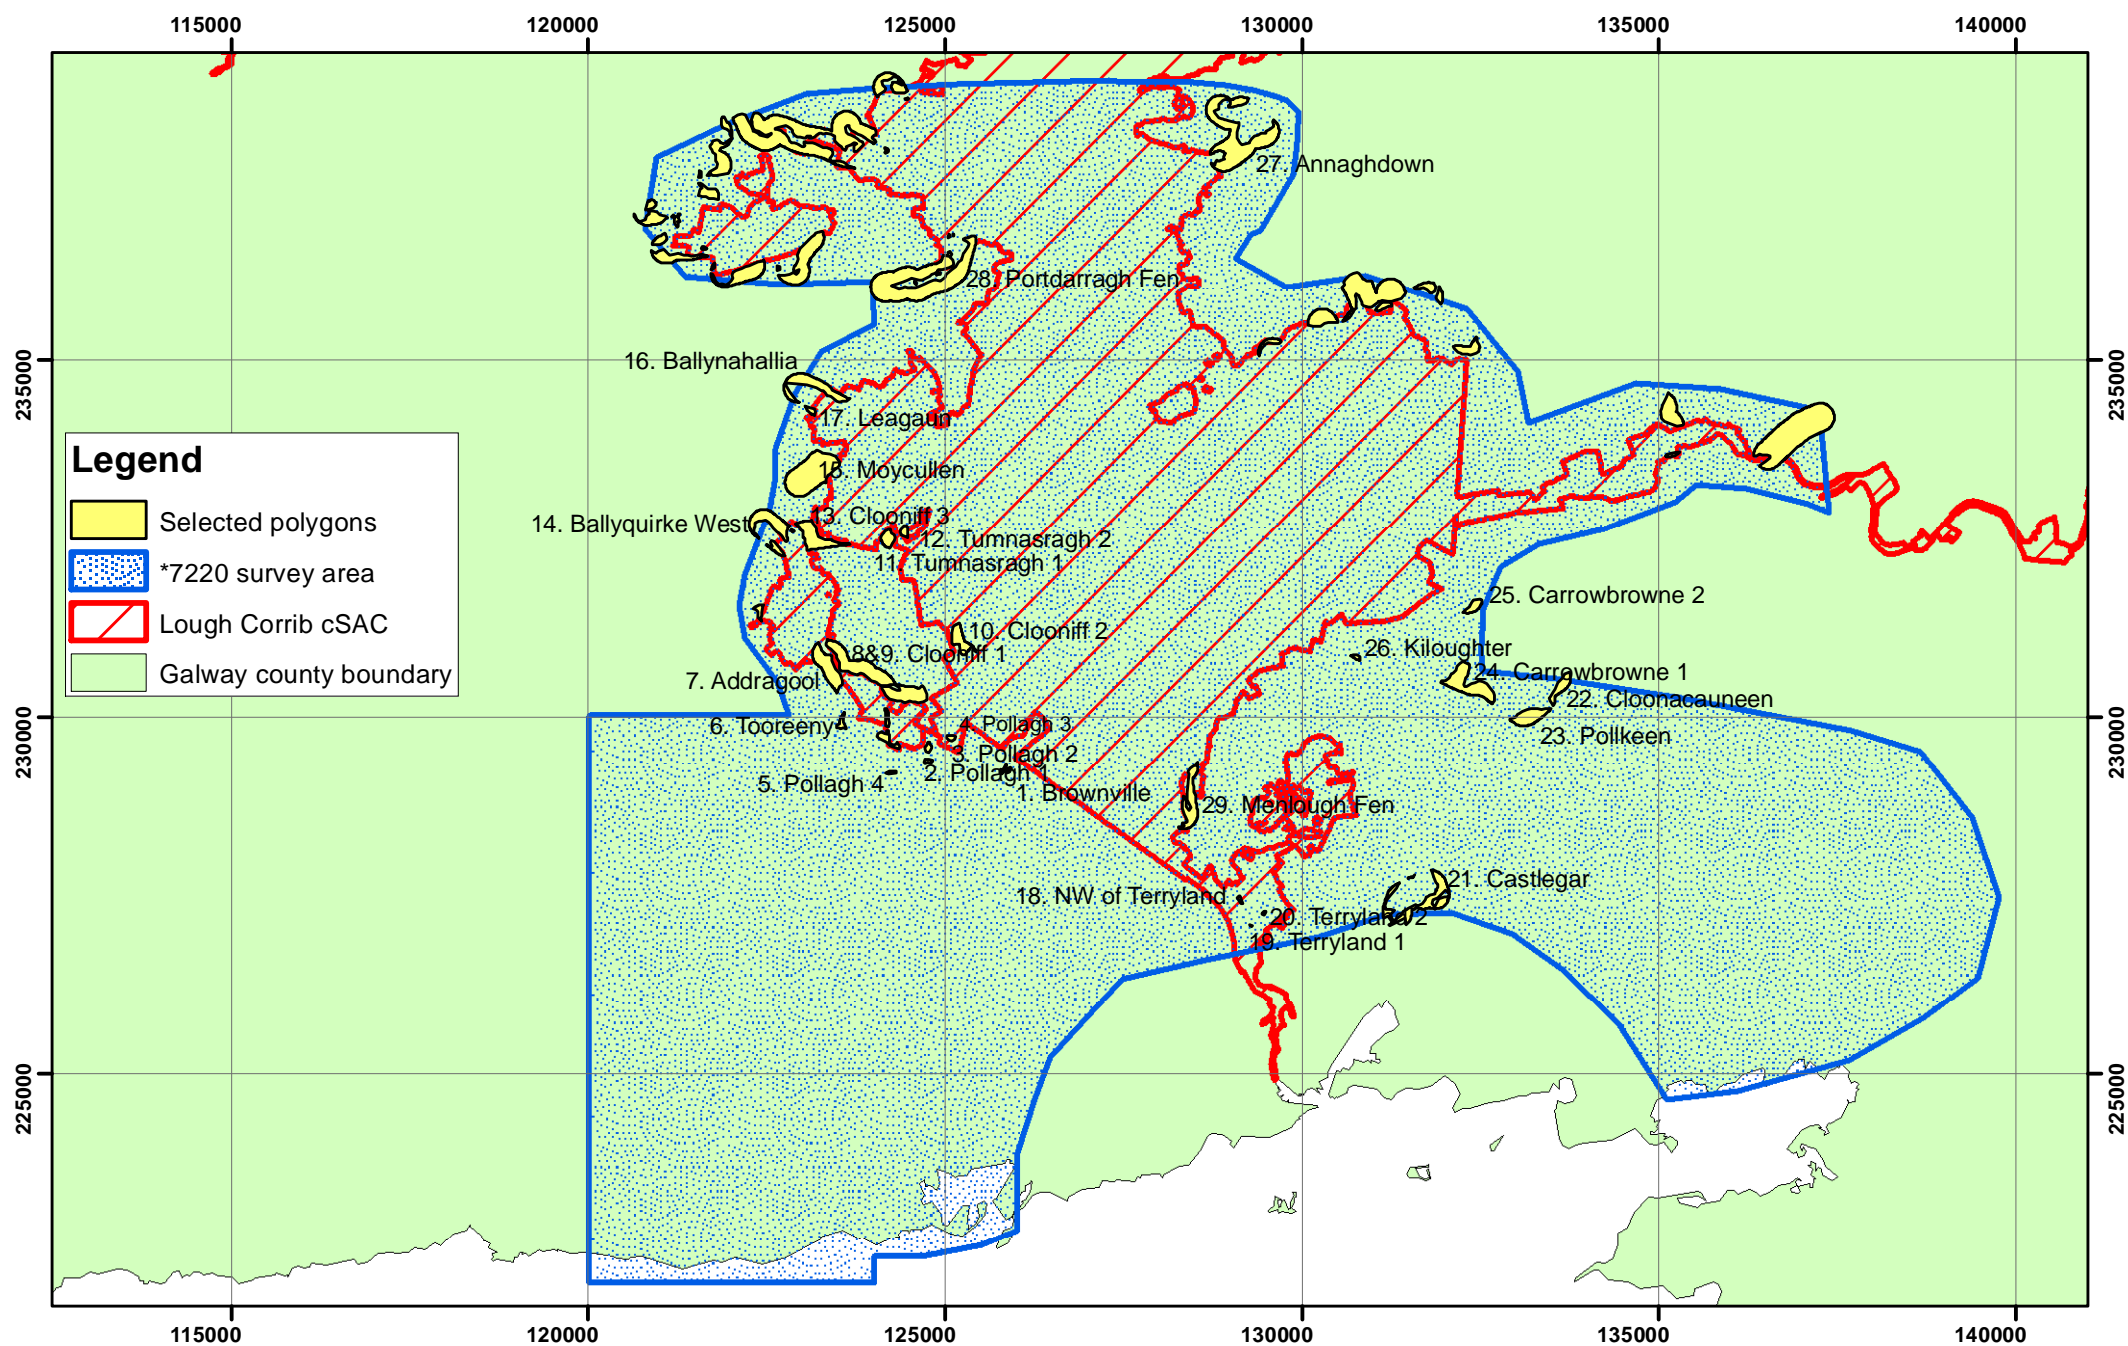 115000 120000 125000 130000 135000 140000
27. Annaghdown
28. Portdarragh Fen
16. Ballynahallia
235000
235000
17. Leagaun
Legend
Selected polygons
*7220 survey area
Lough Corrib cSAC
Galway county boundary
15. Moycullen
13. Clooniff 3
14. Ballyquirke West
12. Tumnasragh 2
11. Tumnasragh 1
25. Carrowbrowne 2
10. Clooniff 2
26. Kiloughter
8&9. Clooniff 1
24. Carrowbrowne 1
7. Addragool
22. Cloonacauneen
6. Tooreeny
4. Pollagh 3
23. Pollkeen
230000
230000
3. Pollagh 2
2. Pollagh 1
5. Pollagh 4
1. Brownville
29. Menlough Fen
21. Castlegar
18. NW of Terryland
20. Terryland 2
19. Terryland 1
225000
225000
115000 120000 125000 130000 135000 140000